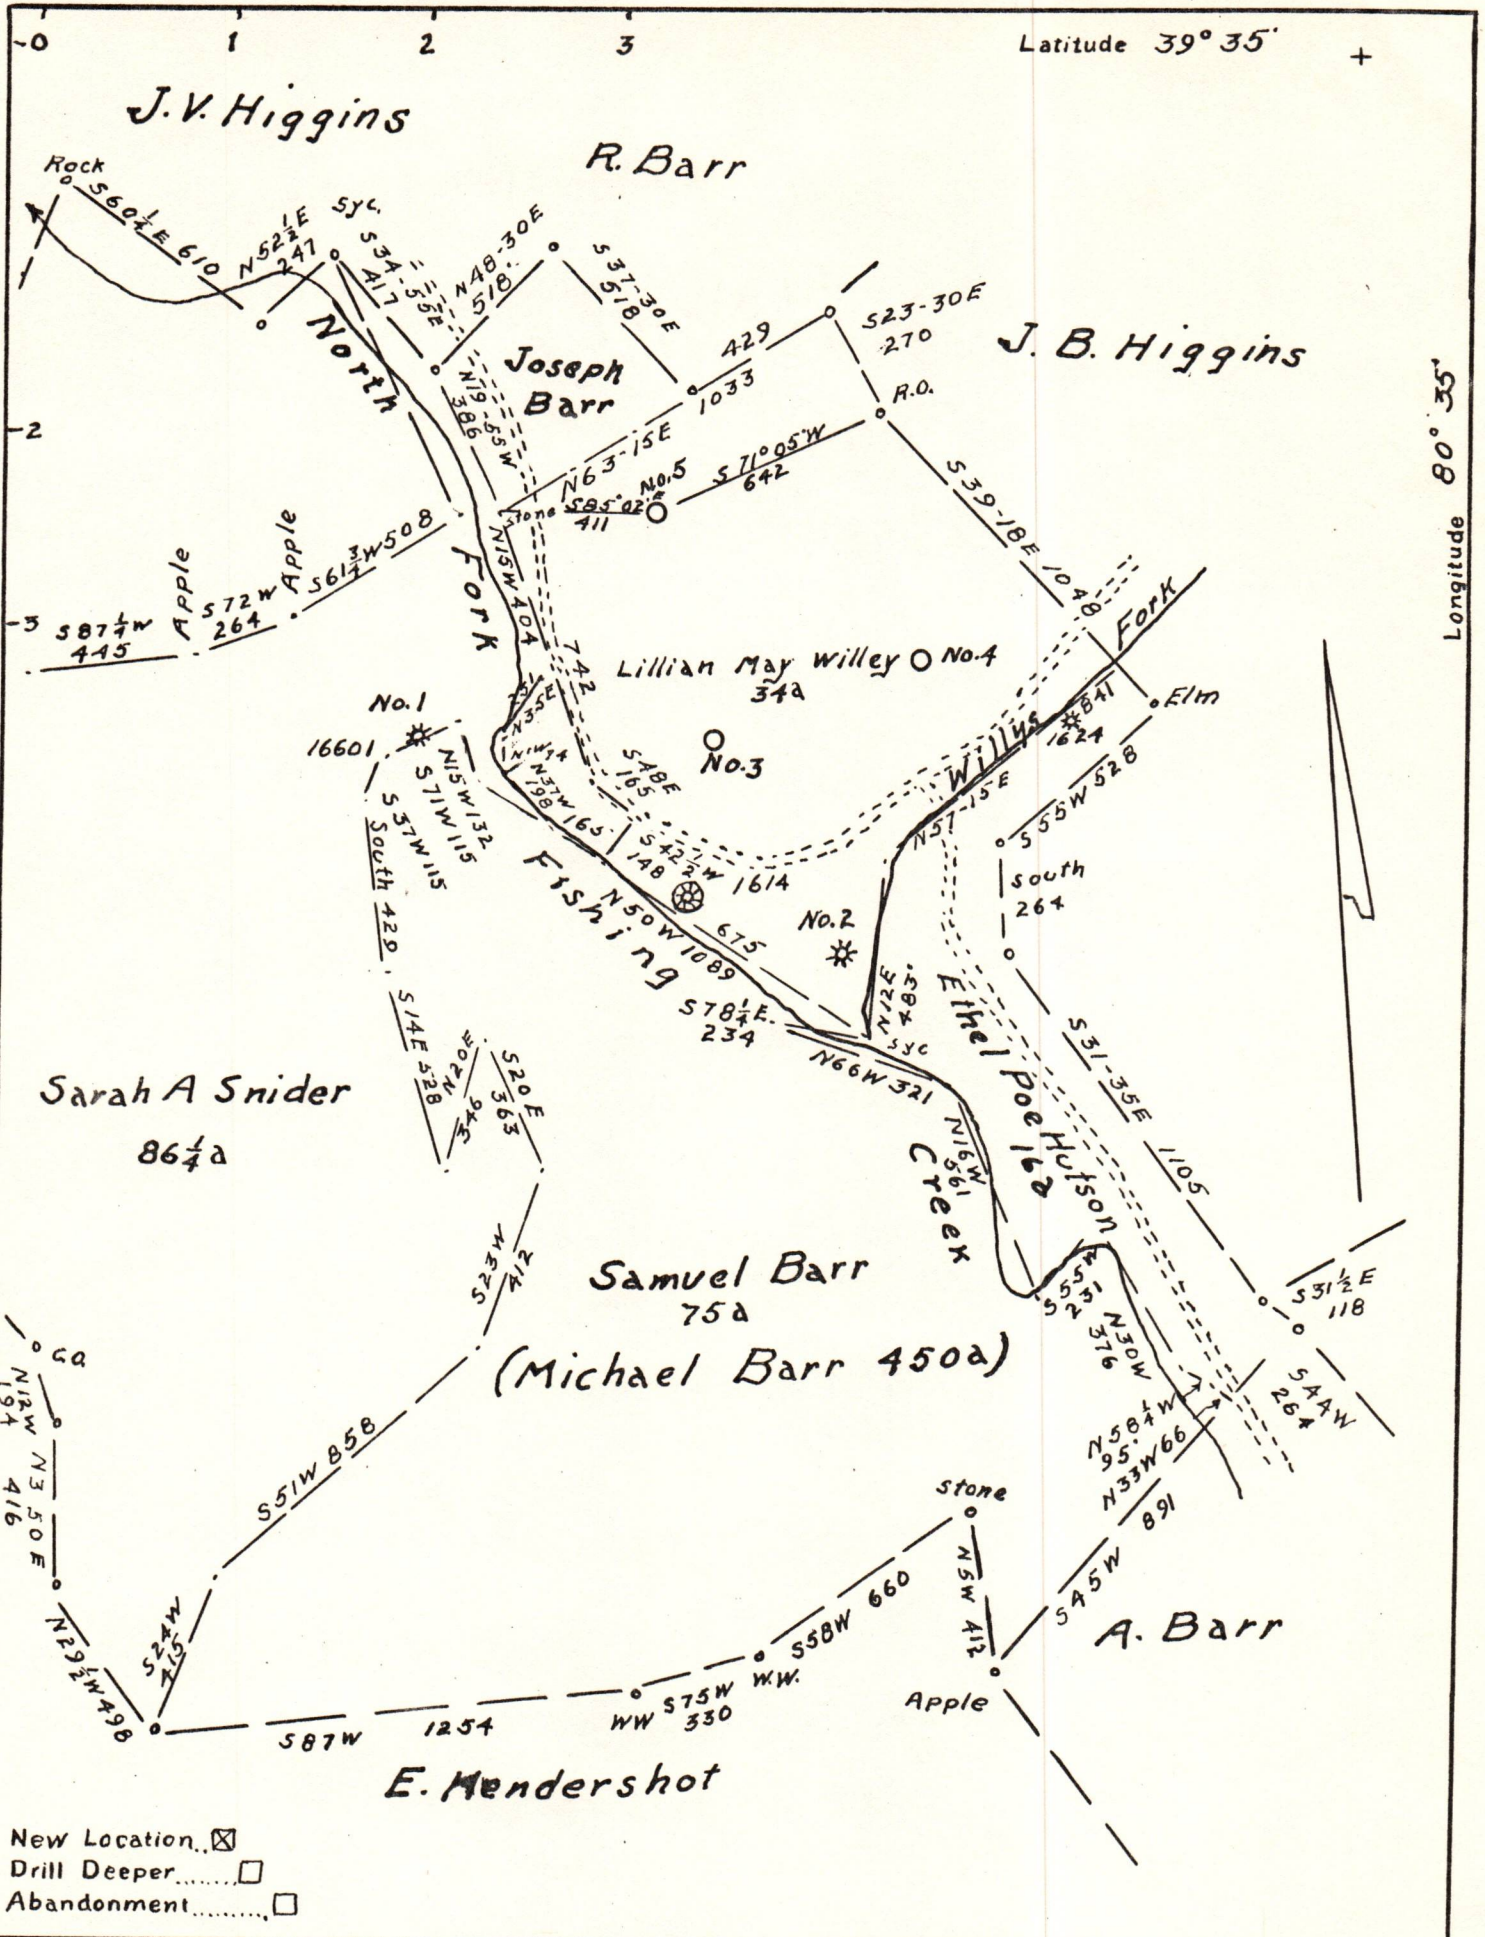 -0 1 2 3 Latitude 39° 35'
J.V. Higgins
R. Barr
Rock
S60¼E 610
N52½E
247
Syc.
S34-55E
417
N48-30E
518'
S37-30E
518
429
1033
S23-30E
270
J. B. Higgins
R.O.
Longitude 80° 35'
North
Joseph
Barr
N19-55W
386
-2
N63-15E
No.5
S71°05'W
642
Stone S85°02'E
411
S39-18E 1048
Apple
Apple
S61¾W 508
S72W
264
-3
S87¼W
445
Fork
N15W 404
742
Lillian May Willey No.4
34a
Fork
Elm
No.1
16601
N35E
N1W
No.3
N15W 132
S71W 115
S37W 115
South 429
N37W
198
165
S48E
165
S42½W
148
1614
Willys
841
1624
N57-15E
S55W 528
South
264
Fishing
N50W 1089
675
No.2
S78¼E.
234
N12E
483'
Syc
N66W 321
S14E 528
N20E
346
S20E
363
Sarah A Snider
86¼a
Ethel Poe Hutson
16a
S31-35E 1105
N16W
561
Creek
S23W
412
Samuel Barr
75a
(Michael Barr 450a)
S55W
231
N30W
376
S31½E
118
S44W
264
G.O.
N12W
194
N3 50E
416
S51W 858
N58¼W
95'
N33W 66
891
S45W
Stone
N5W 412
S58W 660
W.W.
S75W
330
WW
Apple
A. Barr
S24W
415
N29½W 498
S87W 1254
E. Hendershot
New Location..☒
Drill Deeper.......☐
Abandonment.........☐